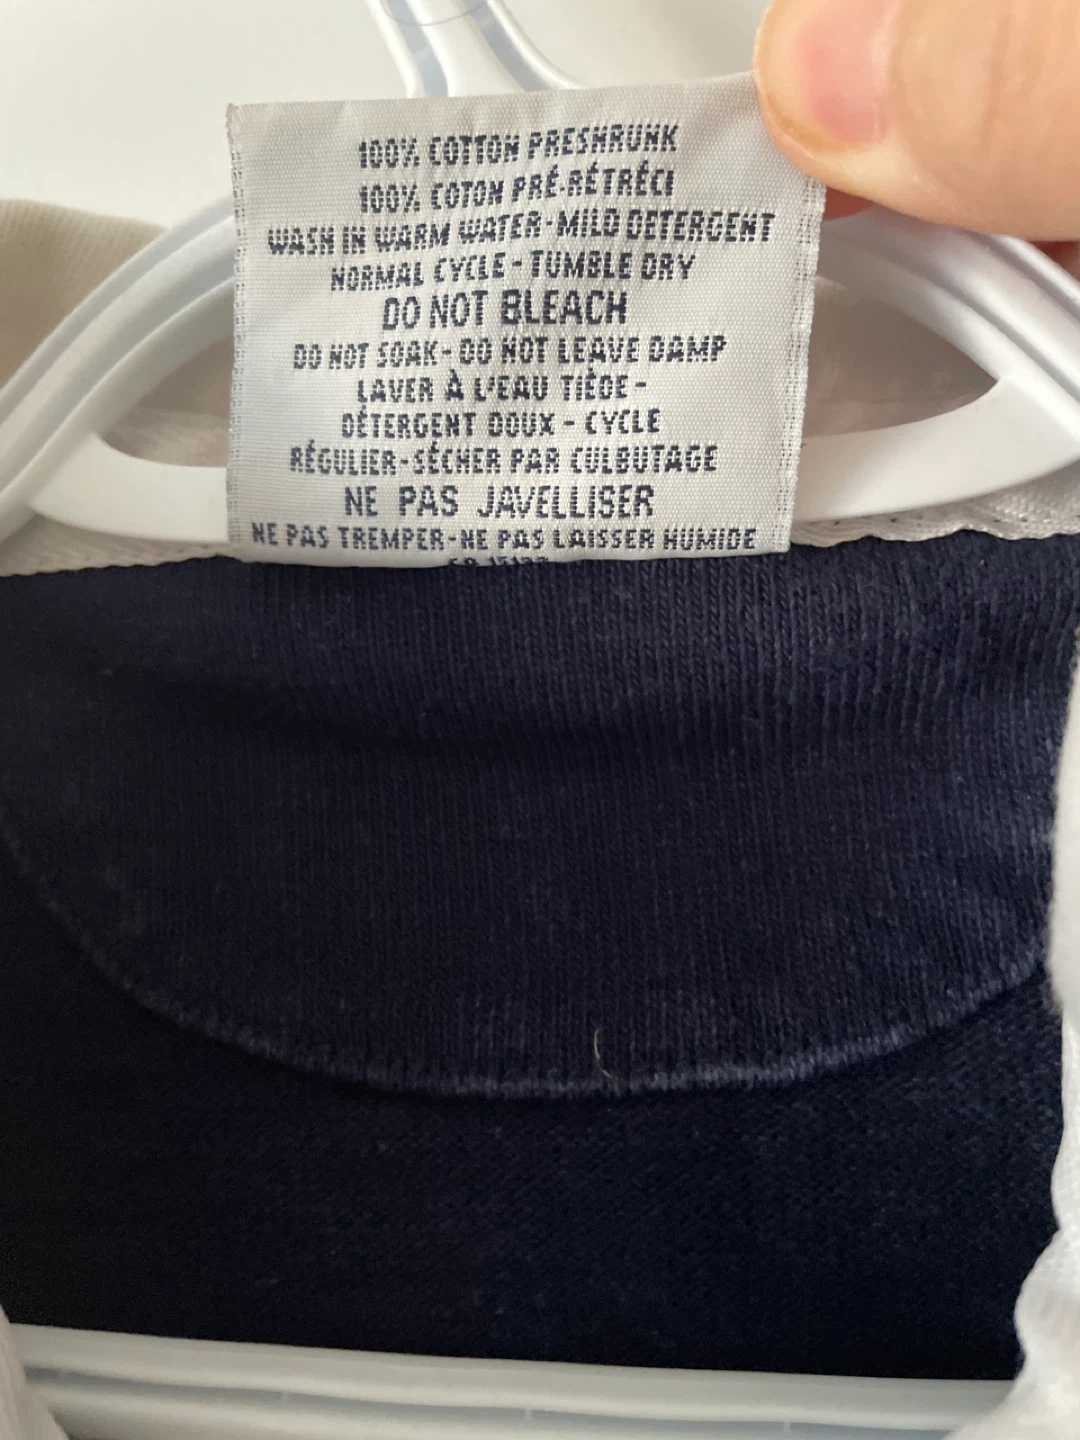 100% COTTON PRESHRUNK
100% COTON PRÉ-RÉTRÉCI
WASH IN WARM WATER-MILD DETERGENT
NORMAL CYCLE-TUMBLE DRY
DO NOT BLEACH
DO NOT SOAK-DO NOT LEAVE DAMP
LAVER À L'EAU TIÉDE-
DÉTERGENT DOUX - CYCLE
RÉGULIER-SÉCHER PAR CULBUTAGE
NE PAS JAVELLISER
NE PAS TREMPER-NE PAS LAISSER HUMIDE